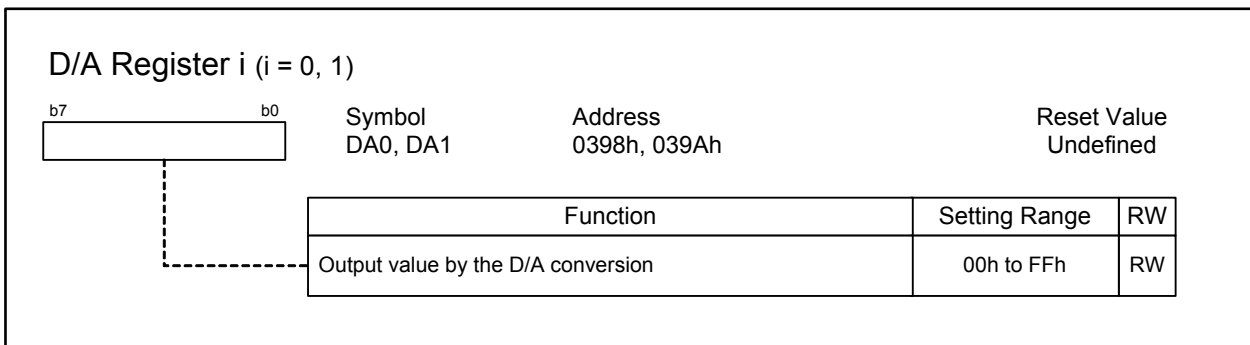 D/A Register i (i = 0, 1)
b7 b0 Symbol Address Reset Value
DA0, DA1 0398h, 039Ah Undefined
Function Setting Range RW
Output value by the D/A conversion 00h to FFh RW